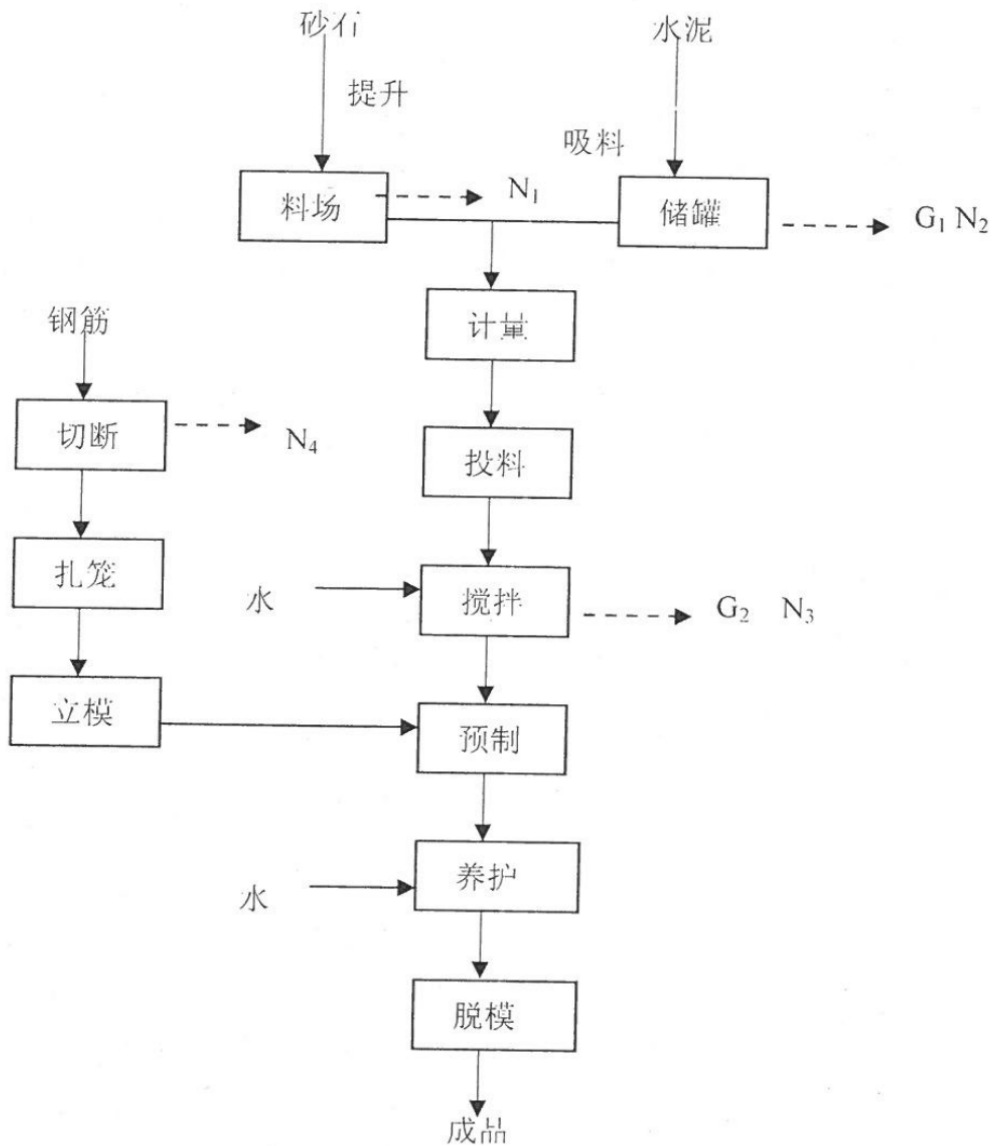 砂石
水泥
提升
吸料
料场
N₁
储罐
G₁ N₂
计量
钢筋
切断
N₄
投料
扎笼
水
搅拌
G₂ N₃
立模
预制
水
养护
脱模
成品